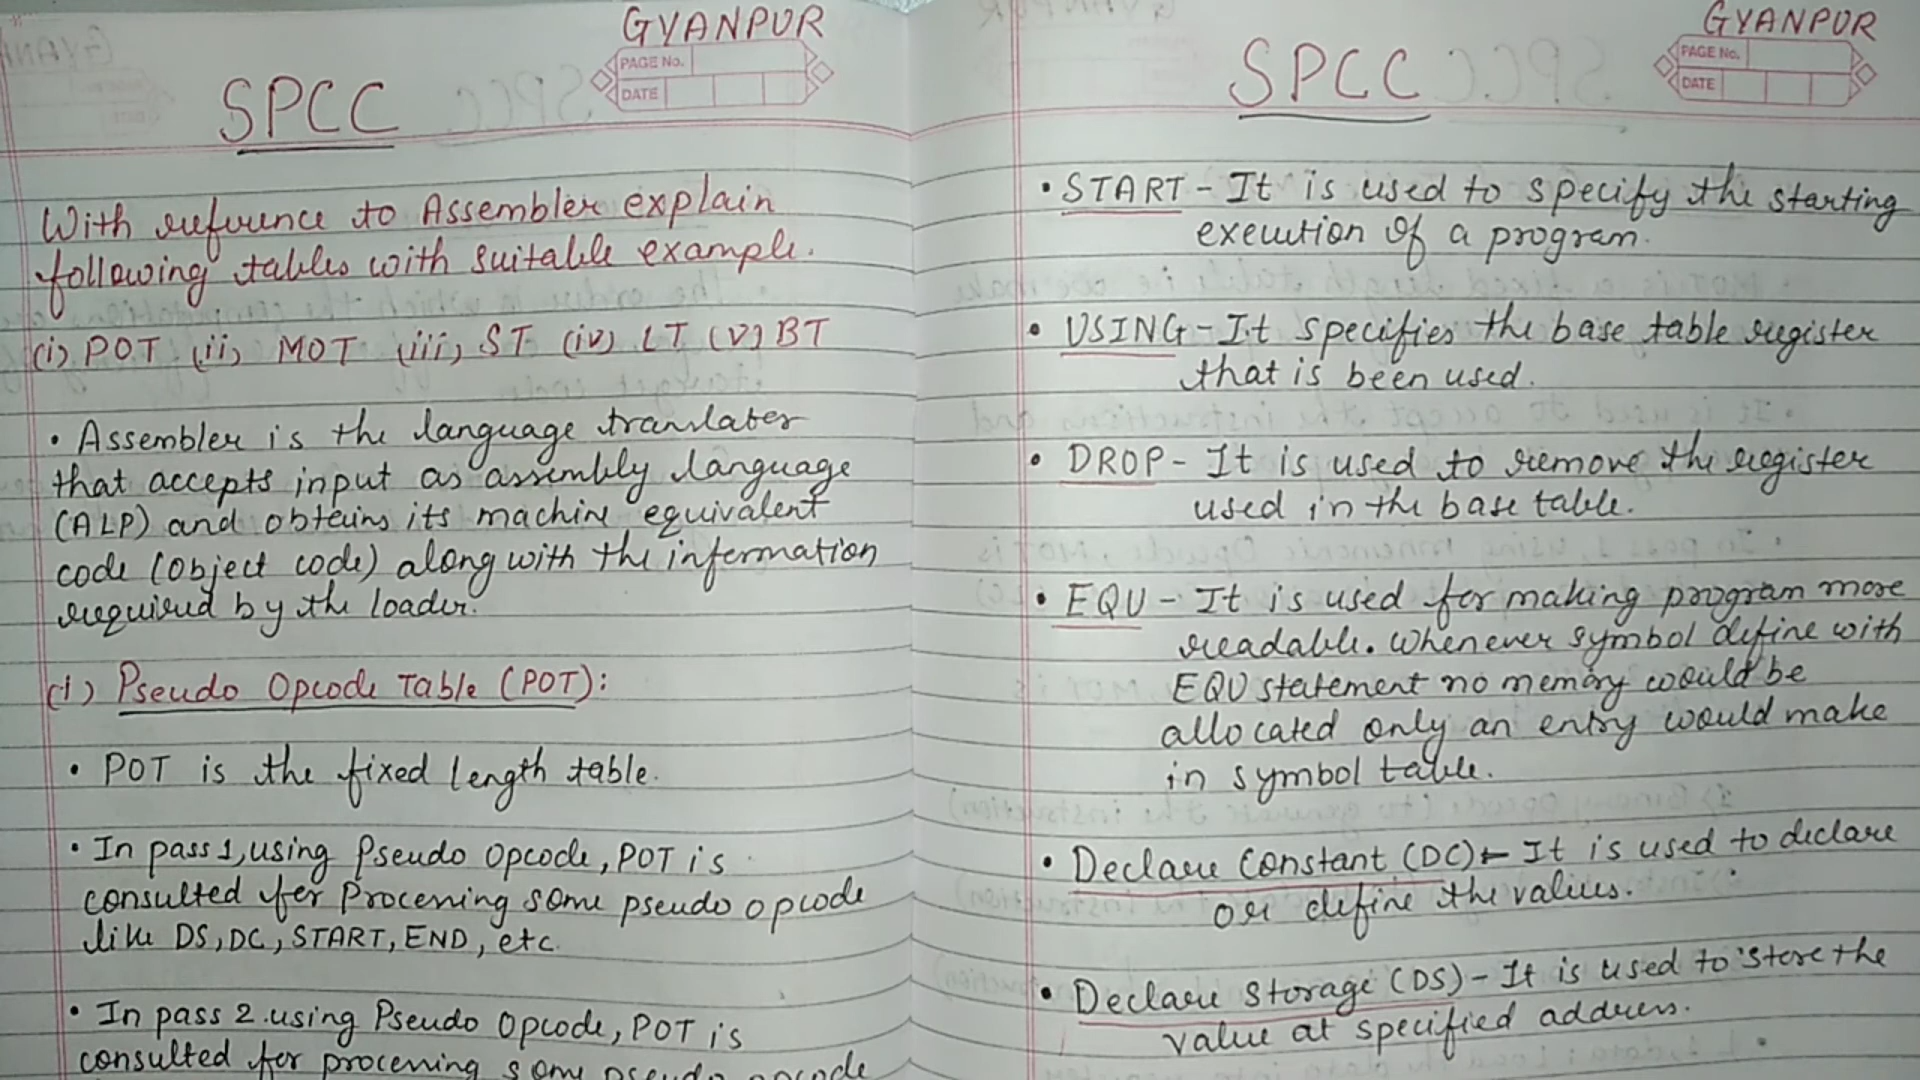 GYANPUR
PAGE No.
DATE
SPCC
With reference to Assembler explain
following tables with suitable example.
(i) POT (ii) MOT (iii) ST (iv) LT (v) BT
• Assembler is the language translater
that accepts input as assembly language
(ALP) and obtains its machine equivalent
code (object code) along with the information
required by the loader.
(1) Pseudo Opcode Table (POT):
• POT is the fixed length table.
• In pass 1, using Pseudo opcode, POT is
consulted for Processing some pseudo opcode
like DS, DC, START, END, etc.
• In pass 2 using Pseudo Opcode, POT is
consulted for processing some pseudo opcode
GYANPUR
PAGE No.
DATE
SPCC
• START - It is used to specify the starting
execution of a program.
• USING - It specifies the base table register
that is been used.
• DROP - It is used to remove the register
used in the base table.
• EQU - It is used for making program more
readable. Whenever symbol define with
EQU statement no memory would be
allocated only an entry would make
in symbol table.
• Declare Constant (DC) - It is used to declare
or define the values.
• Declare Storage (DS) - It is used to store the
value at specified address.